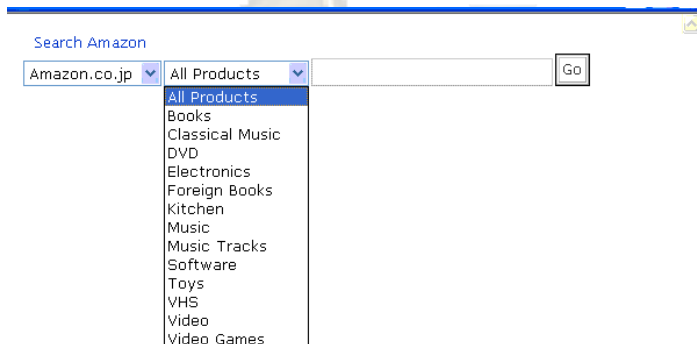 Search Amazon
Amazon.co.jp All Products Go
All Products
Books
Classical Music
DVD
Electronics
Foreign Books
Kitchen
Music
Music Tracks
Software
Toys
VHS
Video
Video Games